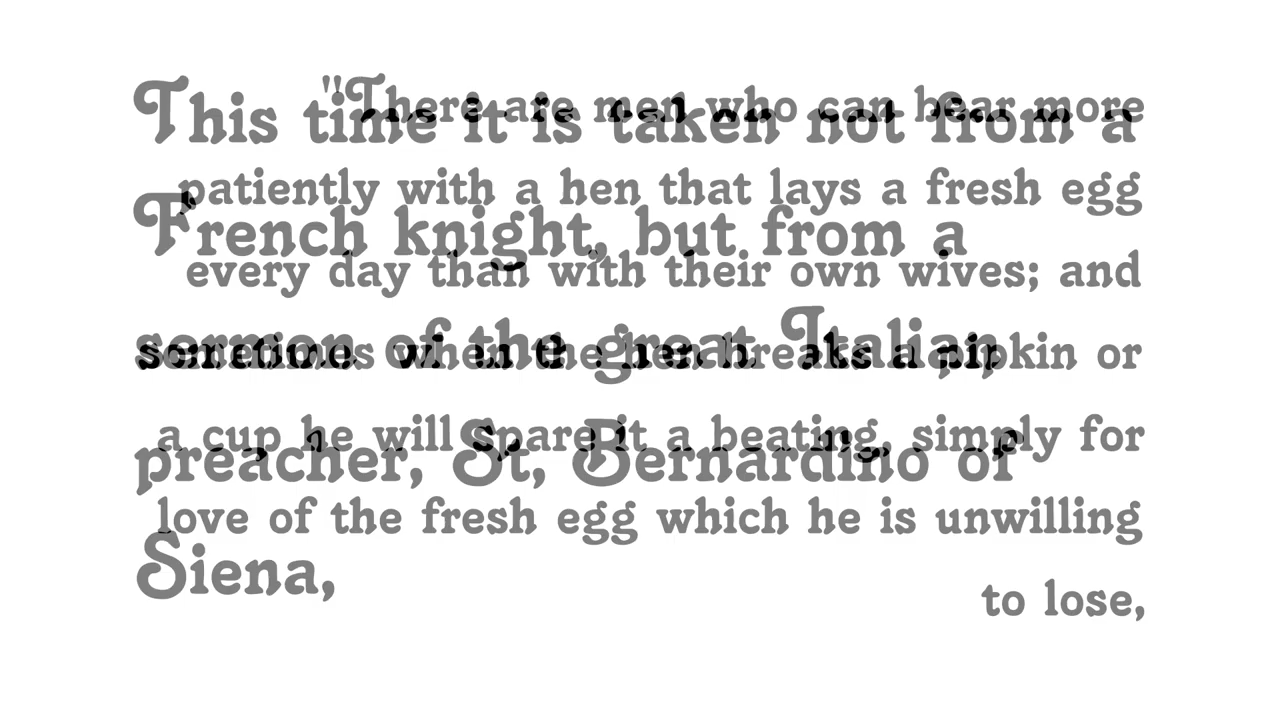 This time it is taken not from a
French knight, but from a
sermon of the great Italian
preacher, St, Bernardino of
Siena,
"There are men who can bear more
patiently with a hen that lays a fresh egg
every day than with their own wives; and
sometimes when the hen breaks a pipkin or
a cup he will spare it a beating, simply for
love of the fresh egg which he is unwilling
to lose,